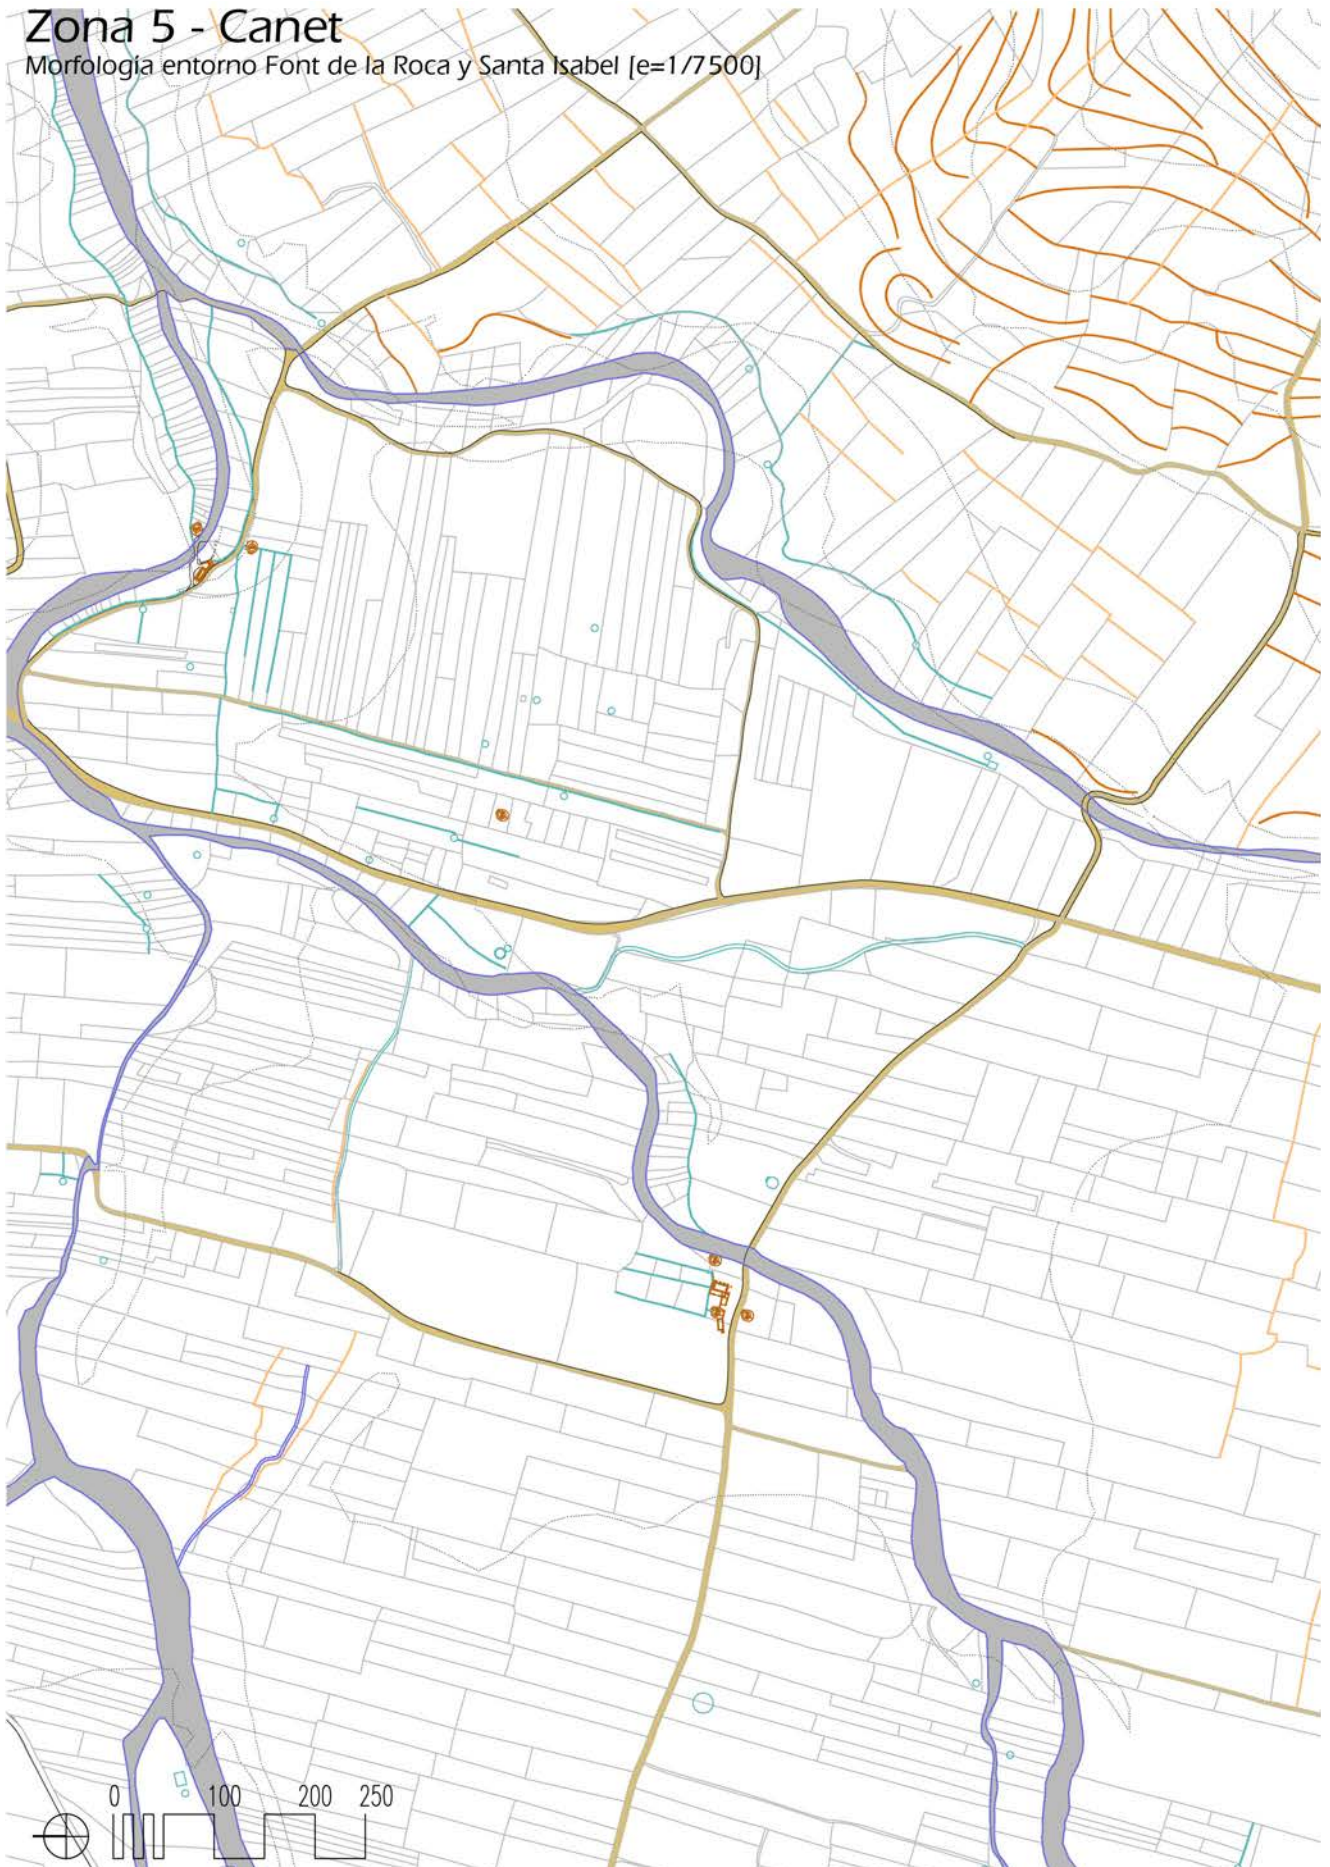 Zona 5 - Canet
Morfología entorno Font de la Roca y Santa Isabel [e=1/7500]
0 100 200 250